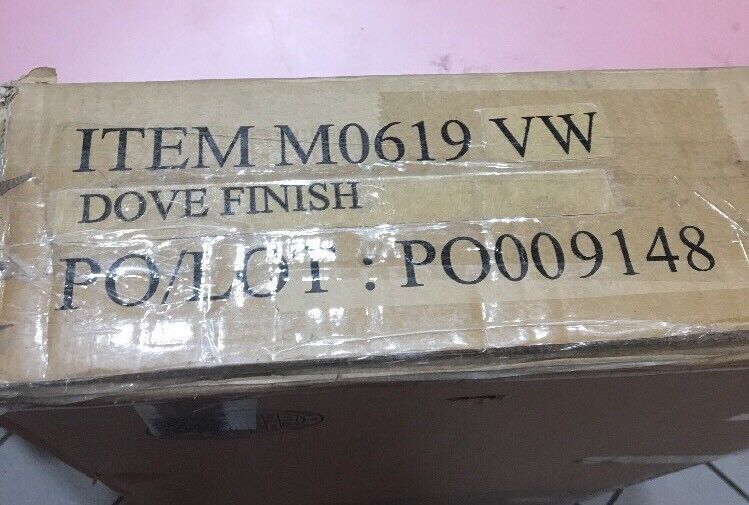 ITEM M0619 VW
DOVE FINISH
PO/LOT : PO009148